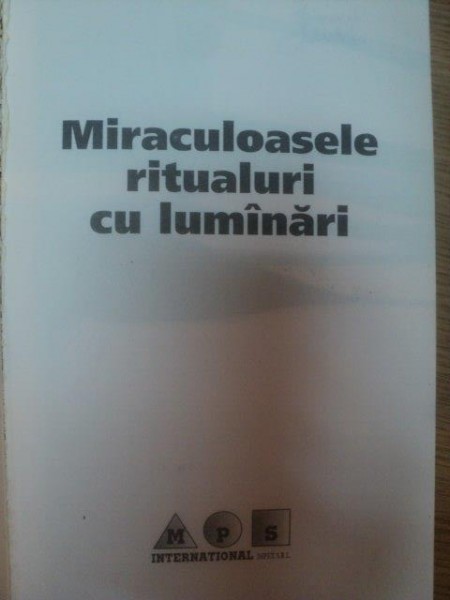 Miraculoasele
ritualuri
cu lumînări
M P S
INTERNATIONAL